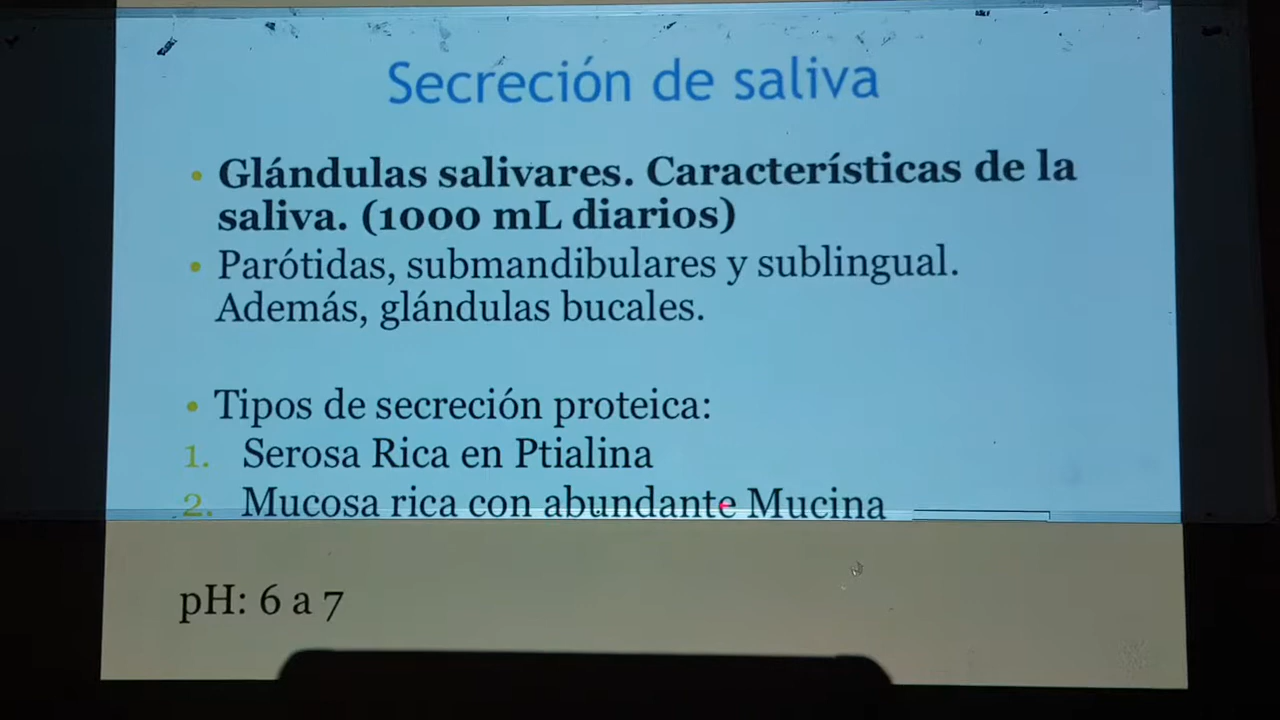 Secreción de saliva
• Glándulas salivares. Características de la
saliva. (1000 mL diarios)
• Parótidas, submandibulares y sublingual.
Además, glándulas bucales.
• Tipos de secreción proteica:
1. Serosa Rica en Ptialina
2. Mucosa rica con abundante Mucina
pH: 6 a 7